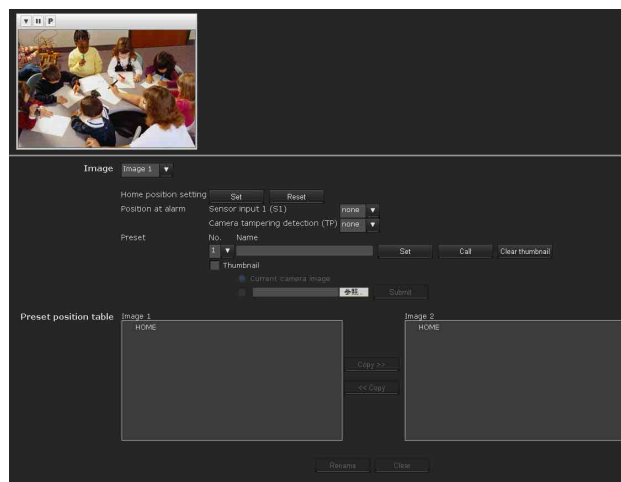 P
Image Image 1
Home position setting Set Reset
Position at alarm Sensor input 1 (S1) none
Camera tampering detection (TP) none
Preset No. Name
1 Set Call Clear thumbnail
Thumbnail
Current camera image
参照... Submit
Preset position table Image 1 Image 2
HOME HOME
Copy >>
<< Copy
Rename Clear